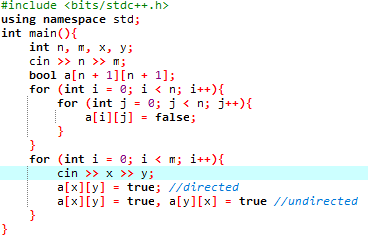 #include <bits/stdc++.h>
using namespace std;
int main(){
    int n, m, x, y;
    cin >> n >> m;
    bool a[n + 1][n + 1];
    for (int i = 0; i < n; i++){
        for (int j = 0; j < n; j++){
            a[i][j] = false;
        }
    }
    for (int i = 0; i < m; i++){
        cin >> x >> y;
        a[x][y] = true; //directed
        a[x][y] = true, a[y][x] = true //undirected
    }
}